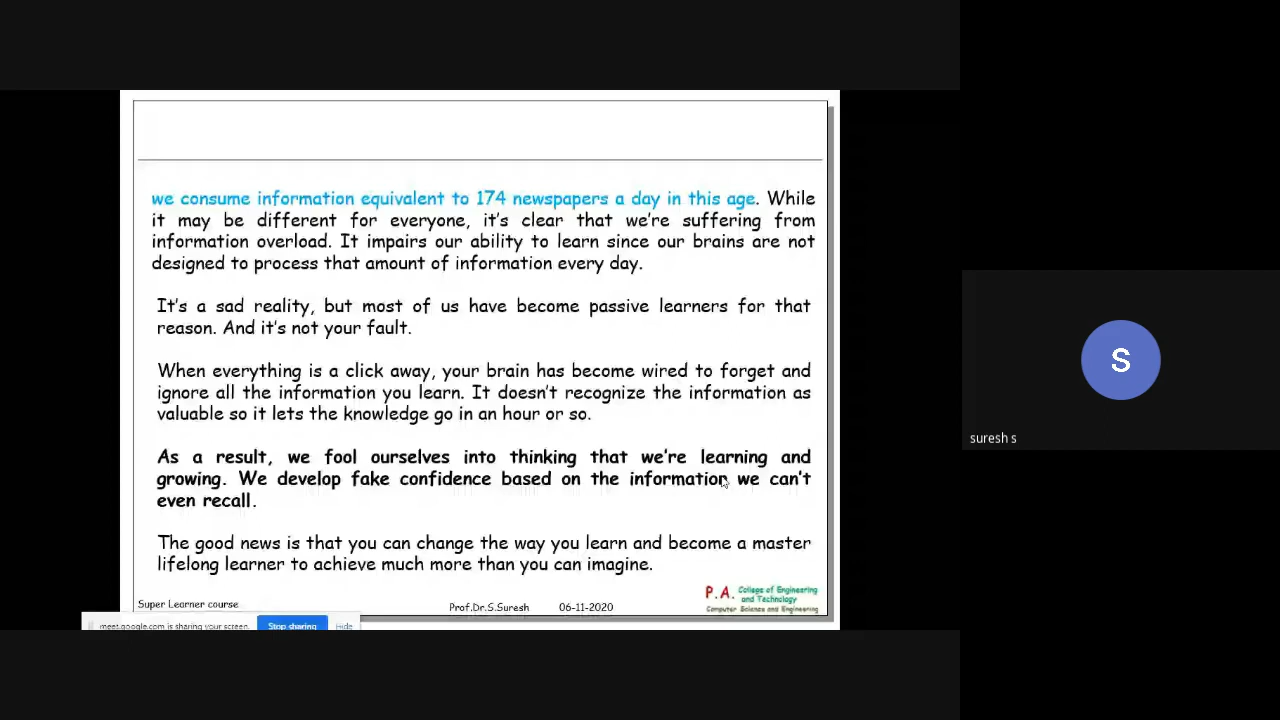 we consume information equivalent to 174 newspapers a day in this age. While
it may be different for everyone, it's clear that we're suffering from
information overload. It impairs our ability to learn since our brains are not
designed to process that amount of information every day.
It's a sad reality, but most of us have become passive learners for that
reason. And it's not your fault.
When everything is a click away, your brain has become wired to forget and
ignore all the information you learn. It doesn't recognize the information as
valuable so it lets the knowledge go in an hour or so.
As a result, we fool ourselves into thinking that we're learning and
growing. We develop fake confidence based on the information we can't
even recall.
The good news is that you can change the way you learn and become a master
lifelong learner to achieve much more than you can imagine.
Super Learner course
Prof.Dr.S.Suresh 06-11-2020
P.A. College of Engineering
and Technology
Computer Science and Engineering
meet.google.com is sharing your screen. Stop sharing Hide
S
suresh s